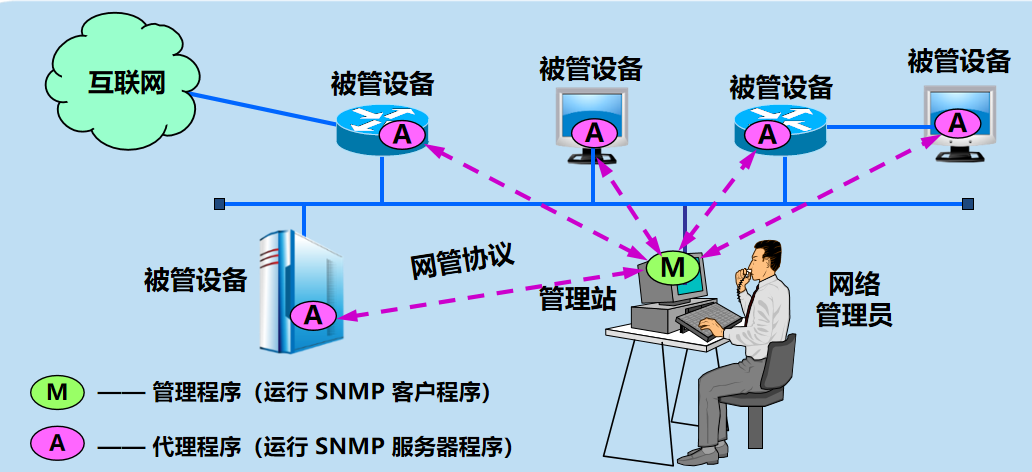 互联网
被管设备
被管设备
被管设备
被管设备
A
A
A
A
被管设备
A
网管协议
M
管理站
网络
管理员
M —— 管理程序（运行 SNMP 客户程序）
A —— 代理程序（运行 SNMP 服务器程序）